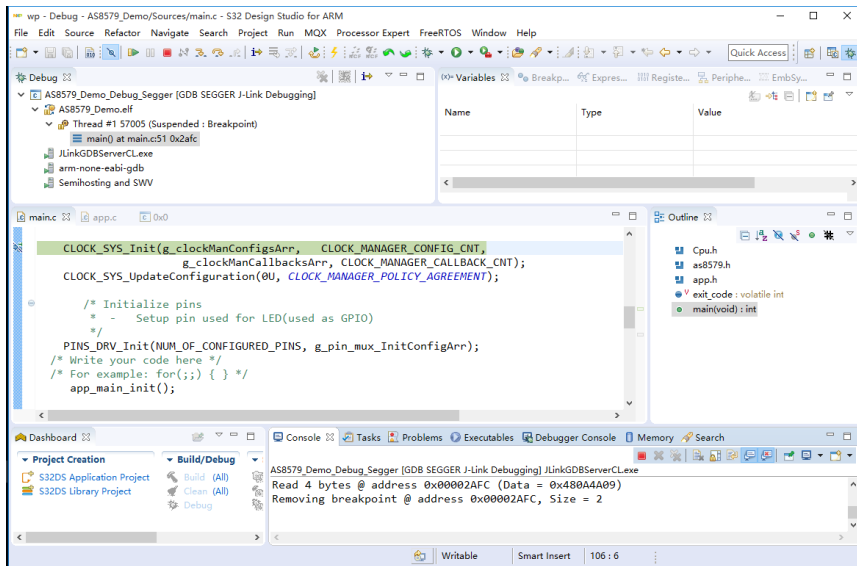 wp - Debug - AS8579_Demo/Sources/main.c - S32 Design Studio for ARM
File Edit Source Refactor Navigate Search Project Run MQX Processor Expert FreeRTOS Window Help
Quick Access
Debug
AS8579_Demo_Debug_Segger [GDB SEGGER J-Link Debugging]
AS8579_Demo.elf
Thread #1 57005 (Suspended : Breakpoint)
main() at main.c:51 0x2afc
JLinkGDBServerCL.exe
arm-none-eabi-gdb
Semihosting and SWV
(x)= Variables Breakp... Expres... Registe... Periphe... EmbSy...
Name Type Value
main.c app.c 0x0
CLOCK_SYS_Init(g_clockManConfigsArr, CLOCK_MANAGER_CONFIG_CNT,
g_clockManCallbacksArr, CLOCK_MANAGER_CALLBACK_CNT);
CLOCK_SYS_UpdateConfiguration(0U, CLOCK_MANAGER_POLICY_AGREEMENT);
/* Initialize pins
* - Setup pin used for LED(used as GPIO)
*/
PINS_DRV_Init(NUM_OF_CONFIGURED_PINS, g_pin_mux_InitConfigArr);
/* Write your code here */
/* For example: for(;;) { } */
app_main_init();
Outline
Cpu.h
as8579.h
app.h
exit_code : volatile int
main(void) : int
Dashboard
Project Creation
S32DS Application Project
S32DS Library Project
Build/Debug
Build (All)
Clean (All)
Debug
Console Tasks Problems Executables Debugger Console Memory Search
AS8579_Demo_Debug_Segger [GDB SEGGER J-Link Debugging] JLinkGDBServerCL.exe
Read 4 bytes @ address 0x00002AFC (Data = 0x480A4A09)
Removing breakpoint @ address 0x00002AFC, Size = 2
Writable Smart Insert 106 : 6